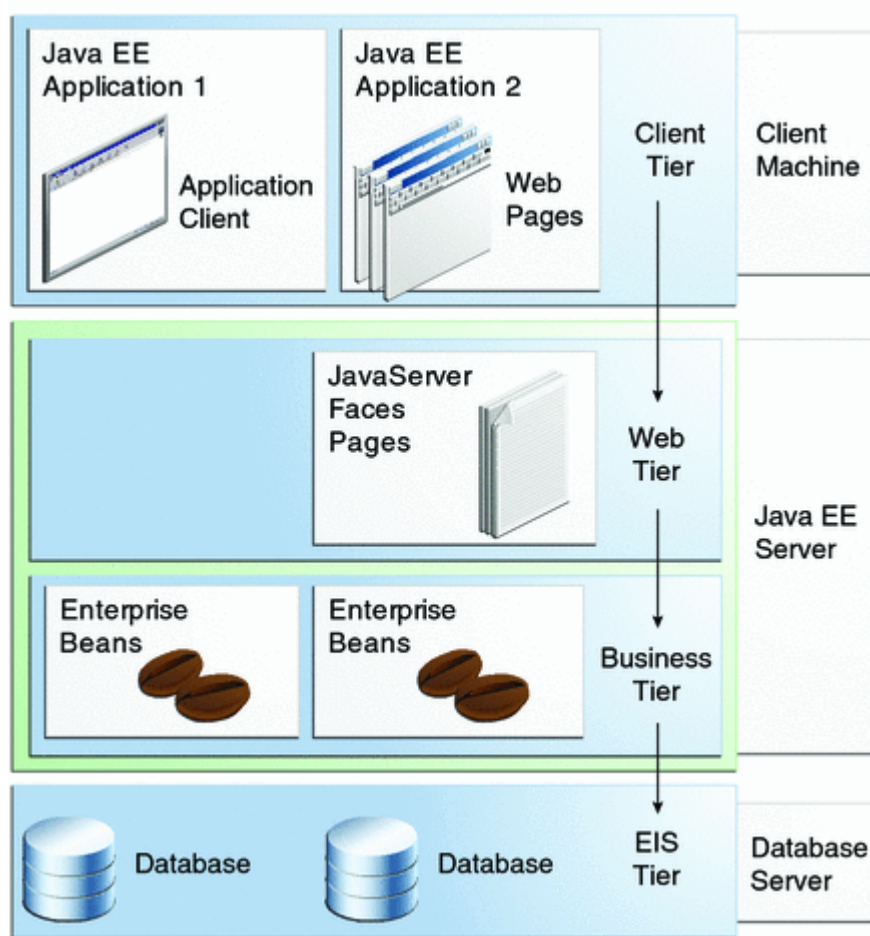 Java EE
Application 1
Application
Client
Java EE
Application 2
Web
Pages
Client
Tier
Client
Machine
JavaServer
Faces
Pages
Web
Tier
Java EE
Server
Enterprise
Beans
Enterprise
Beans
Business
Tier
Database
Database
EIS
Tier
Database
Server